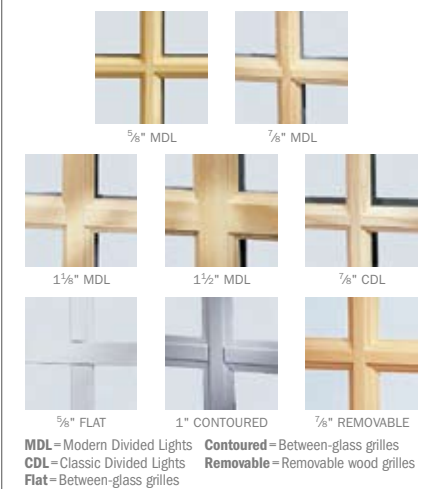 ⅝" MDL ⅞" MDL
1⅛" MDL 1½" MDL ⅞" CDL
⅝" FLAT 1" CONTOURED ⅞" REMOVABLE
MDL=Modern Divided Lights Contoured=Between-glass grilles
CDL=Classic Divided Lights Removable=Removable wood grilles
Flat=Between-glass grilles